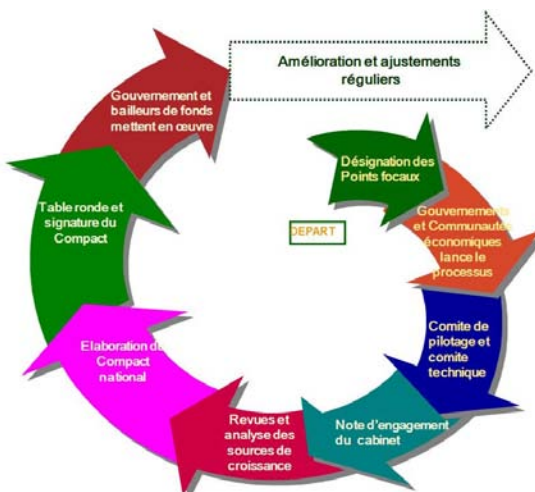 Amélioration et ajustements
réguliers
DEPART
Désignation des
Points focaux
Gouvernements
et Communautés
économiques
lance le
processus
Comite de
pilotage et
comite
technique
Note d'engagement
du cabinet
Revues et
analyse des
sources de
croissance
Elaboration du
Compact
national
Table ronde et
signature du
Compact
Gouvernement et
bailleurs de fonds
mettent en œuvre